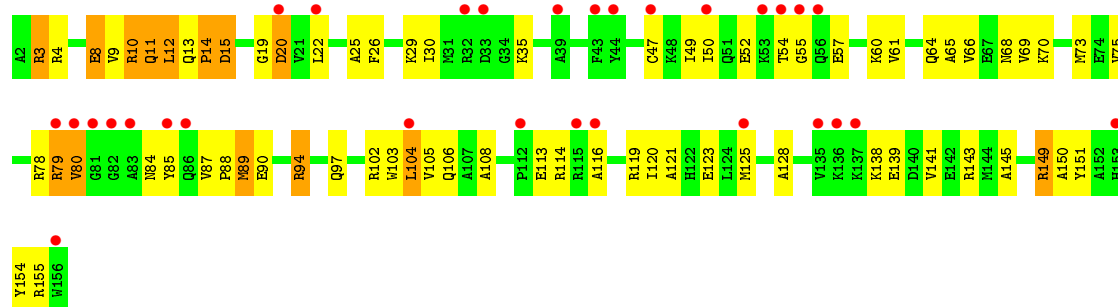 A2 R3 R4 E8 V9 R10 Q11 L12 Q13 P14 D15 G19 D20 V21 L22 A25 F26 K29 I30 M31 R32 D33 G34 K35 A39 F43 Y44 C47 K48 I49 I50 Q51 E52 K53 T54 G55 Q56 E57 K60 V61 Q64 A65 V66 E67 N68 V69 K70 M73 E74 V75
R78 R79 V80 G81 G82 A83 N84 Y85 Q86 V87 P88 M89 E90 R94 Q97 R102 W103 L104 V105 Q106 A107 A108 P112 E113 R114 R115 A116 R119 I120 A121 H122 E123 L124 M125 A128 V135 K136 K137 K138 E139 D140 V141 E142 R143 M144 A145 R149 A150 Y151 A152 H153
Y154 R155 W156